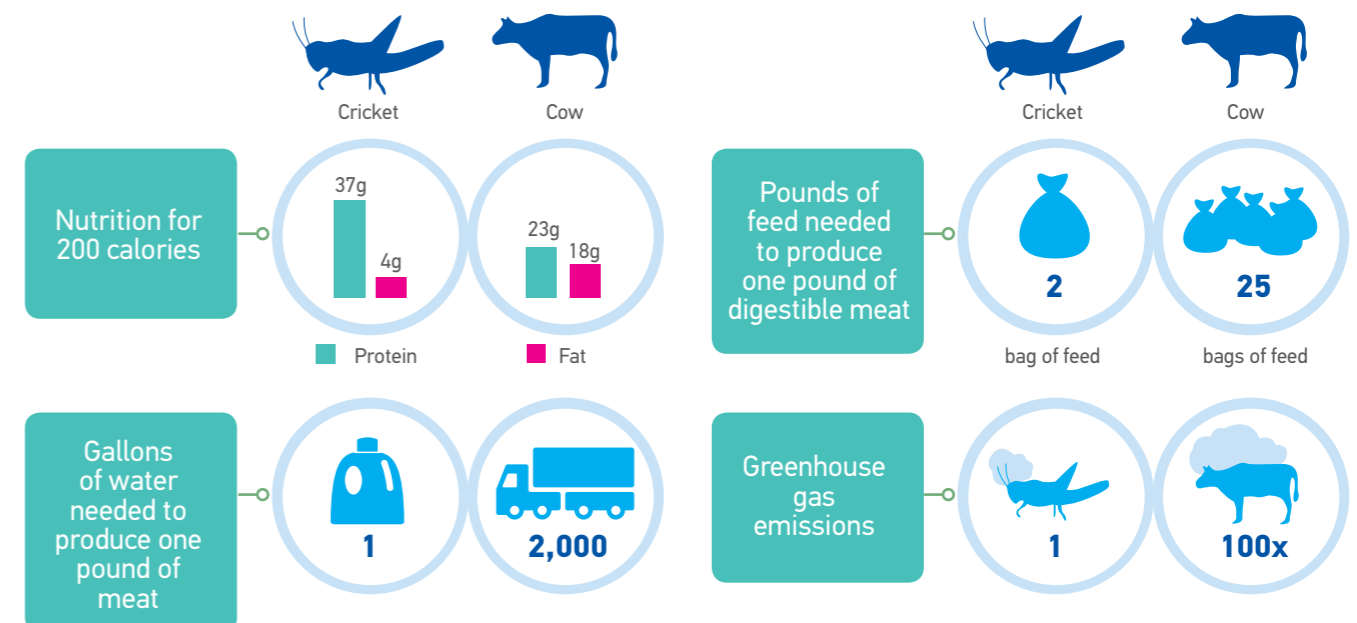 Cricket
Cow
Nutrition for
200 calories
37g
4g
23g
18g
Protein
Fat
Gallons
of water
needed to
produce one
pound of
meat
1
2,000
Cricket
Cow
Pounds of
feed needed
to produce
one pound of
digestible meat
2
25
bag of feed
bags of feed
Greenhouse
gas
emissions
1
100x